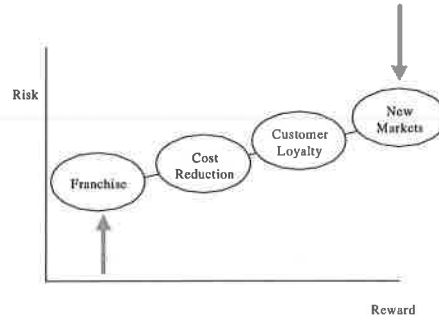 New
Markets
Risk
Customer
Loyalty
Cost
Reduction
Franchise
Reward